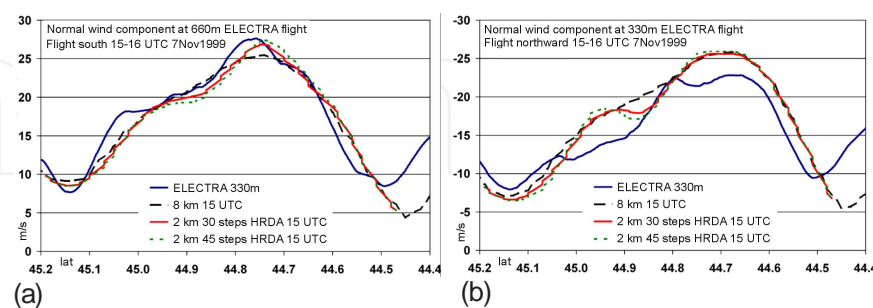 Normal wind component at 660m ELECTRA flight
Flight south 15-16 UTC 7Nov1999
30
25
20
15
10
5
0
m/s
ELECTRA 330m
8 km 15 UTC
2 km 30 steps HRDA 15 UTC
2 km 45 steps HRDA 15 UTC
45.2 lat 45.1 45.0 44.9 44.8 44.7 44.6 44.5 44.4
(a)
Normal wind component at 330m ELECTRA flight
Flight northward 15-16 UTC 7Nov1999
-30
-25
-20
-15
-10
-5
0
m/s
ELECTRA 330m
8 km 15 UTC
2 km 30 steps HRDA 15 UTC
2 km 45 steps HRDA 15 UTC
45.2 lat 45.1 45.0 44.9 44.8 44.7 44.6 44.5 44.4
(b)